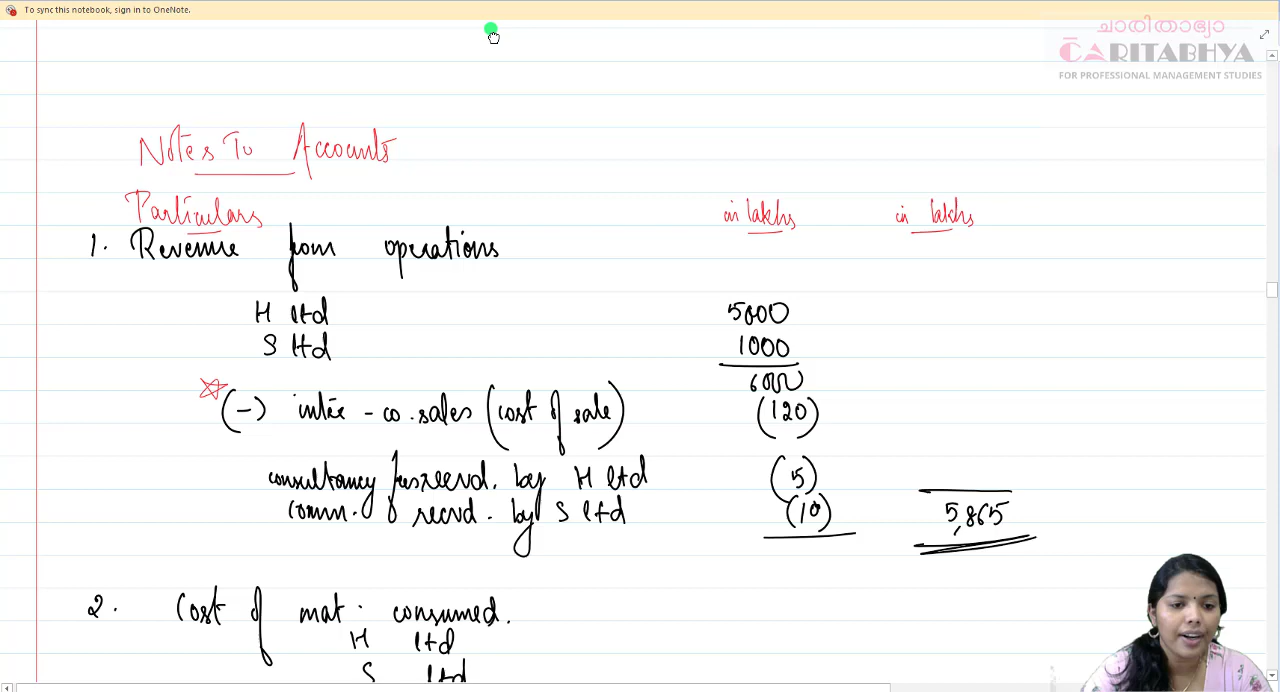 To sync this notebook, sign in to OneNote.
ചാരിതാഭ്യാ
CARITABHYA
FOR PROFESSIONAL MANAGEMENT STUDIES
Notes To Accounts
Particulars in lakhs in lakhs
1. Revenue from operations
H ltd 5000
S ltd 1000
6000
(-) inter-co.sales (cost of sale) (120)
consultancy recvd. by H ltd (5)
comm. recvd. by S ltd (10) 5,865
2. Cost of mat. consumed.
H ltd
S ltd